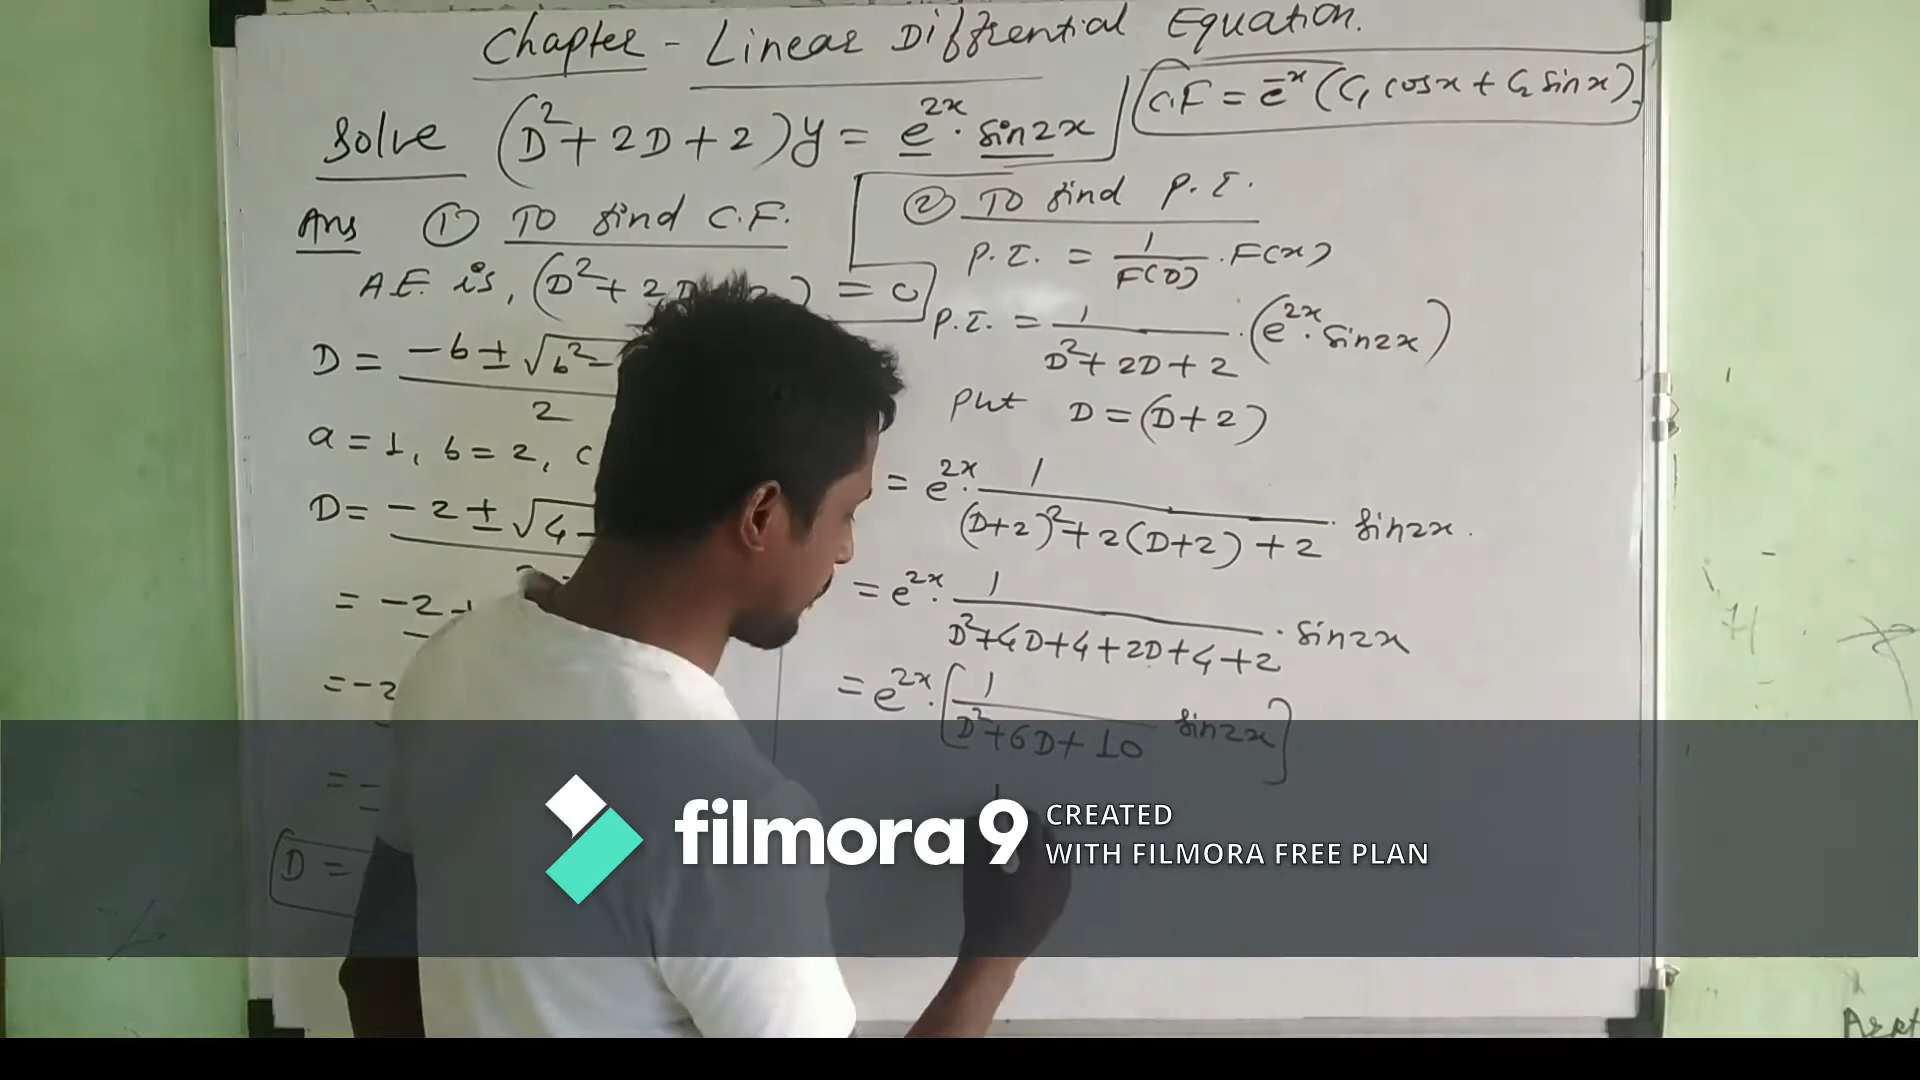 Chapter - Linear Diffrential Equation.
Solve (D²+2D+2)y = e^2x · sin2x
C.F = e^-x (C₁ cosx + C₂ sinx)
Ans ① To find C.F.
A.E. is, (D²+ 2D = 0
D = -b ± √b²-
2
a = 1, b = 2, c
D = -2 ± √4-
= -2
= -2
= -
D =
② To find P.I.
P.I. = 1/F(D) · F(x)
P.I. = 1/D²+2D+2 · (e^2x · sin2x)
Put D = (D+2)
= e^2x · 1/(D+2)²+2(D+2)+2 · sin2x.
= e^2x · 1/D²+4D+4+2D+4+2 · sin2x
= e^2x · [1/D²+6D+10 sin2x]
filmora9 CREATED
WITH FILMORA FREE PLAN